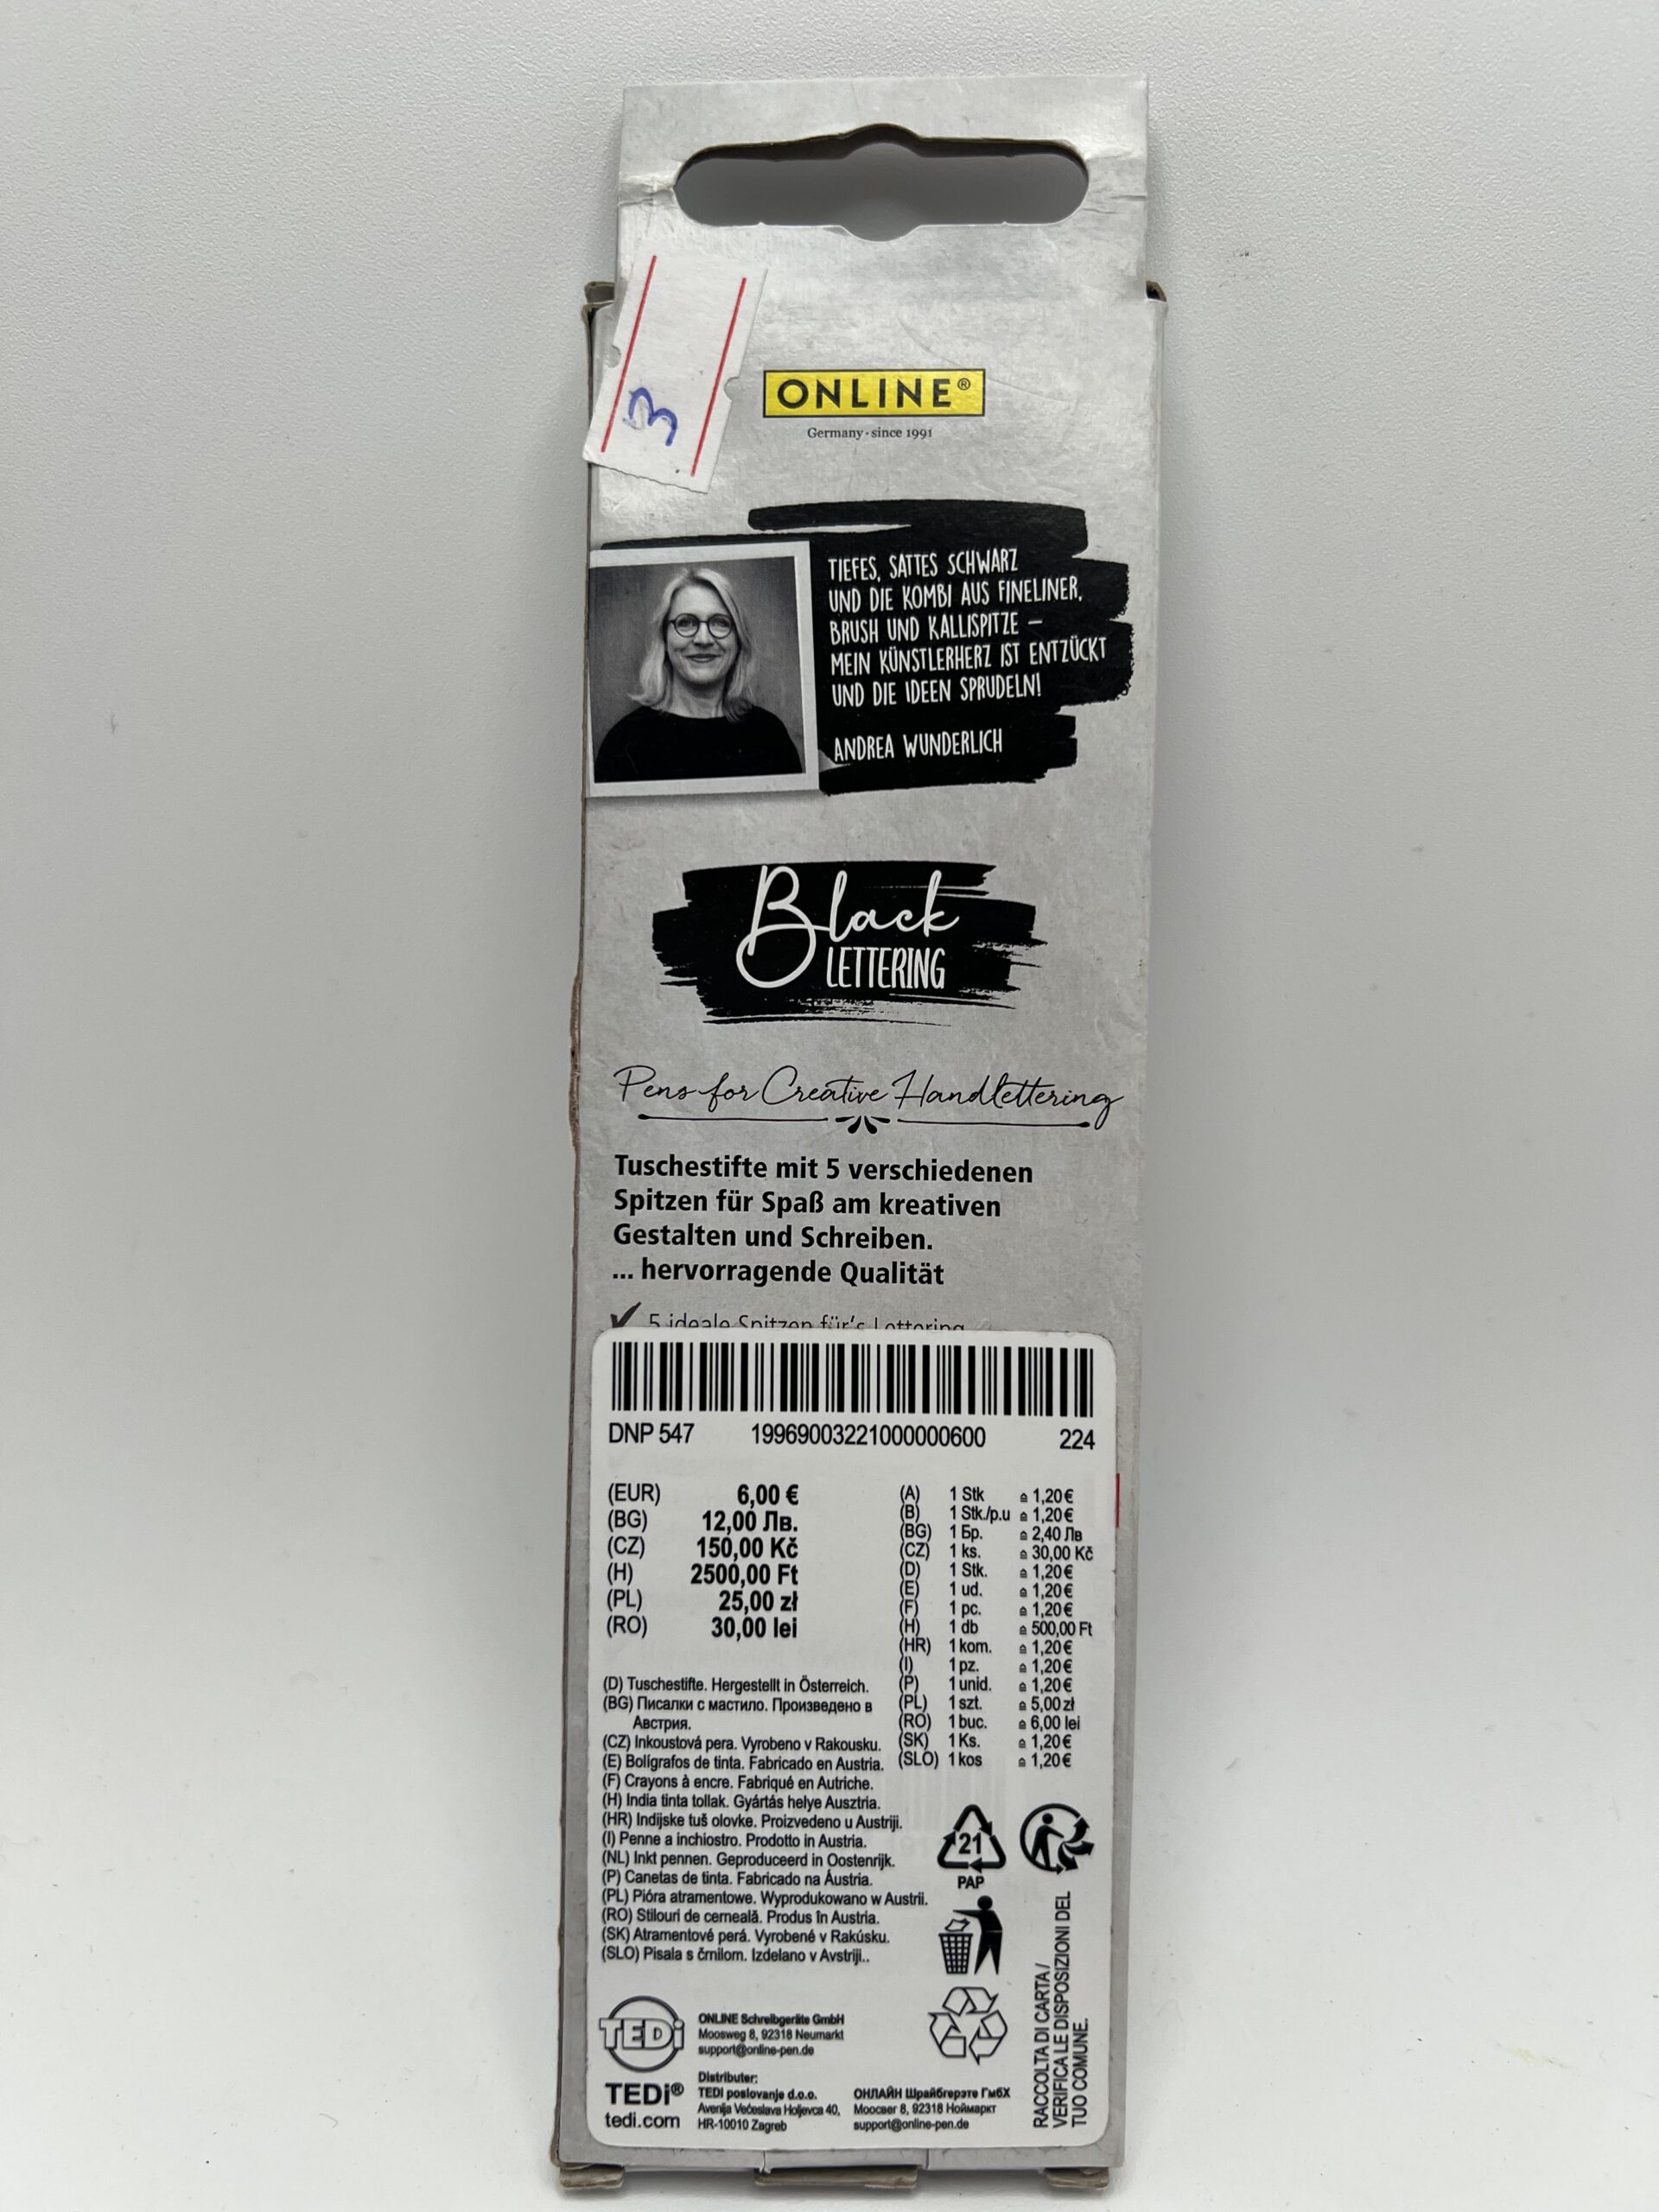 3
ONLINE®
Germany · since 1991
TIEFES, SATTES SCHWARZ
UND DIE KOMBI AUS FINELINER,
BRUSH UND KALLISPITZE –
MEIN KÜNSTLERHERZ IST ENTZÜCKT
UND DIE IDEEN SPRUDELN!
ANDREA WUNDERLICH
Black
LETTERING
Pens for Creative Handlettering
Tuschestifte mit 5 verschiedenen
Spitzen für Spaß am kreativen
Gestalten und Schreiben.
... hervorragende Qualität
✓ 5 ideale Spitzen für's Lettering
DNP 547 19969003221000000600 224
(EUR) 6,00 €
(BG) 12,00 Лв.
(CZ) 150,00 Kč
(H) 2500,00 Ft
(PL) 25,00 zł
(RO) 30,00 lei
(A) 1 Stk ≙ 1,20 €
(B) 1 Stk./p.u ≙ 1,20 €
(BG) 1 Бр. ≙ 2,40 Лв
(CZ) 1 ks. ≙ 30,00 Kč
(D) 1 Stk. ≙ 1,20 €
(E) 1 ud. ≙ 1,20 €
(F) 1 pc. ≙ 1,20 €
(H) 1 db ≙ 500,00 Ft
(HR) 1 kom. ≙ 1,20 €
(I) 1 pz. ≙ 1,20 €
(P) 1 unid. ≙ 1,20 €
(PL) 1 szt. ≙ 5,00 zł
(RO) 1 buc. ≙ 6,00 lei
(SK) 1 Ks. ≙ 1,20 €
(SLO) 1 kos ≙ 1,20 €
(D) Tuschestifte. Hergestellt in Österreich.
(BG) Писалки с мастило. Произведено в
Австрия.
(CZ) Inkoustová pera. Vyrobeno v Rakousku.
(E) Bolígrafos de tinta. Fabricado en Austria.
(F) Crayons à encre. Fabriqué en Autriche.
(H) India tinta tollak. Gyártás helye Ausztria.
(HR) Indijske tuš olovke. Proizvedeno u Austriji.
(I) Penne a inchiostro. Prodotto in Austria.
(NL) Inkt pennen. Geproduceerd in Oostenrijk.
(P) Canetas de tinta. Fabricado na Áustria.
(PL) Pióra atramentowe. Wyprodukowano w Austrii.
(RO) Stilouri de cerneală. Produs în Austria.
(SK) Atramentové perá. Vyrobené v Rakúsku.
(SLO) Pisala s črnilom. Izdelano v Avstriji..
21
PAP
RACCOLTA DI CARTA /
VERIFICA LE DISPOSIZIONI DEL
TUO COMUNE.
TEDi
TEDi®
tedi.com
ONLINE Schreibgeräte GmbH
Moosweg 8, 92318 Neumarkt
support@online-pen.de
Distributer:
TEDI poslovanje d.o.o.
Avenija Većeslava Holjevca 40,
HR-10010 Zagreb
ОНЛАЙН Шрайбгерэте ГмбХ
Моосвег 8, 92318 Ноймаркт
support@online-pen.de